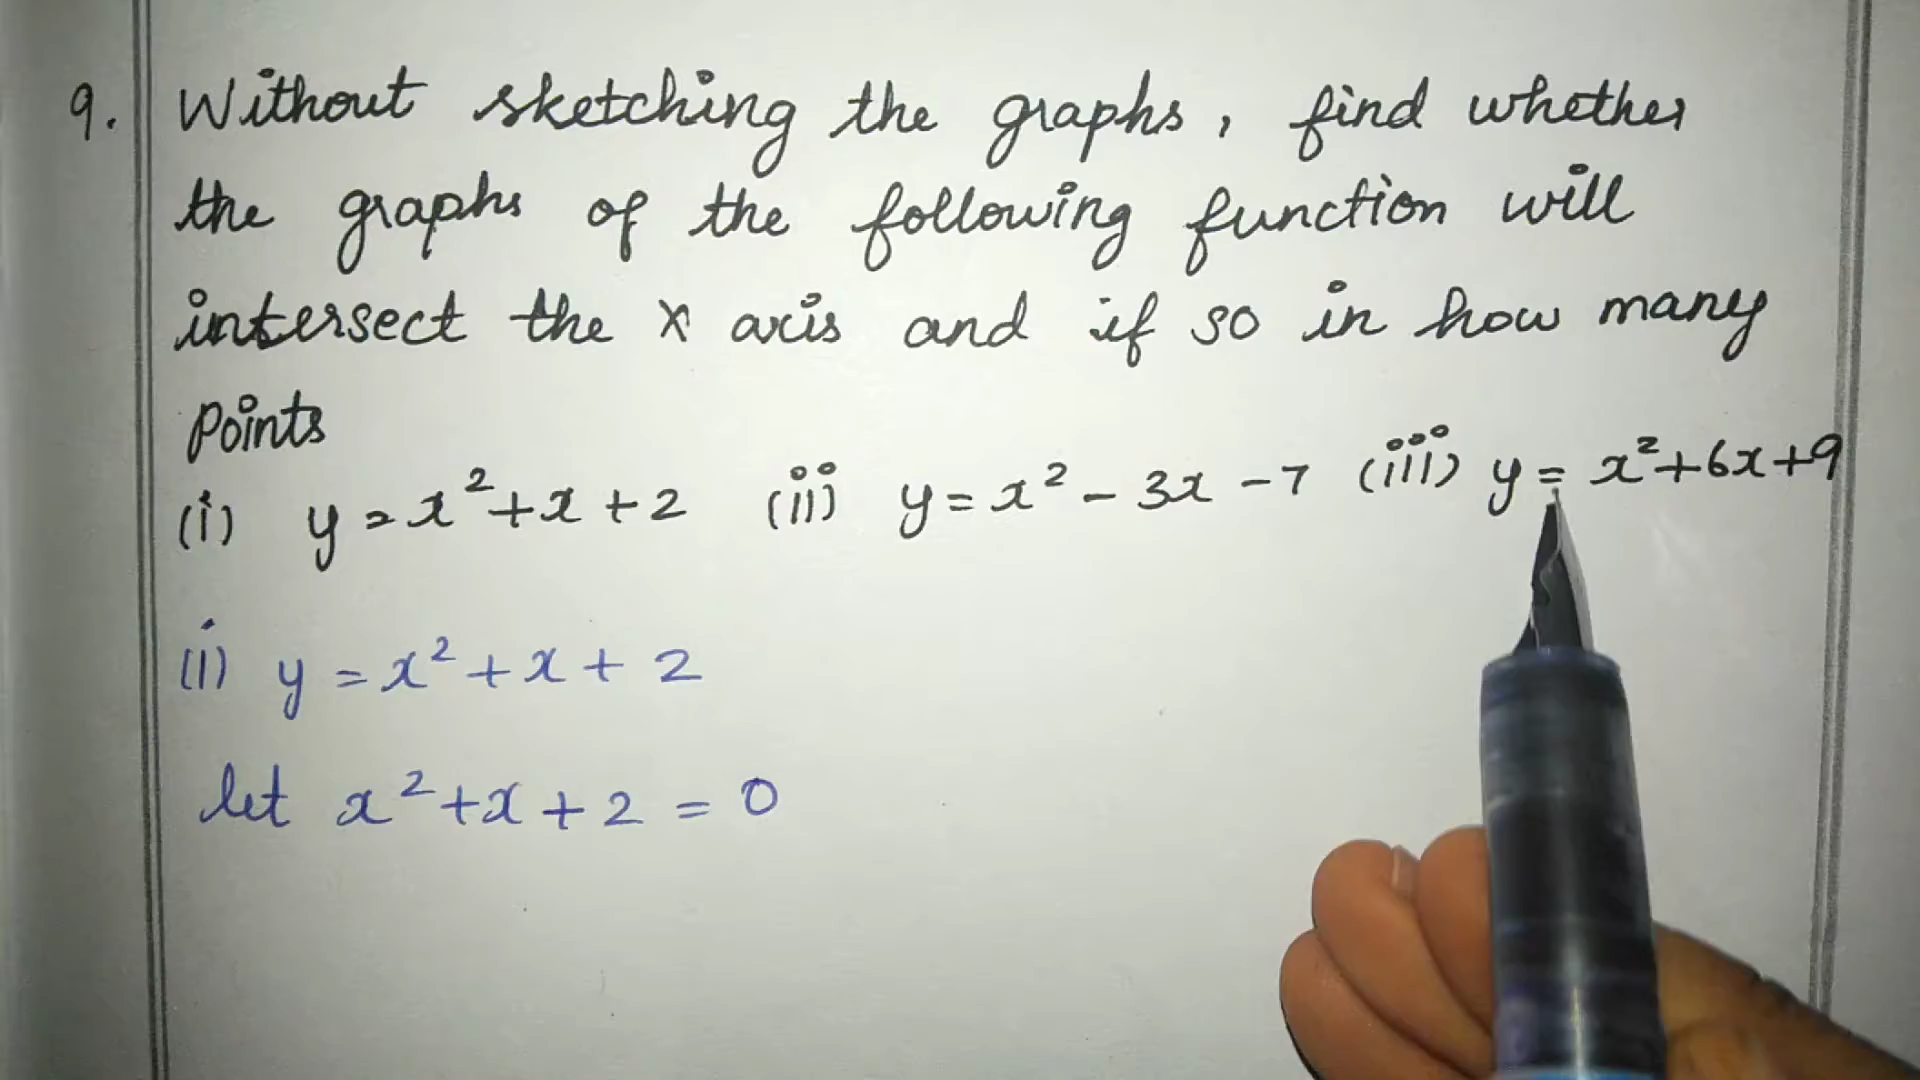 9. Without sketching the graphs, find whether
the graphs of the following function will
intersect the x axis and if so in how many
Points
(i) y = x² + x + 2 (ii) y = x² - 3x - 7 (iii) y = x² + 6x + 9
(i) y = x² + x + 2
let x² + x + 2 = 0